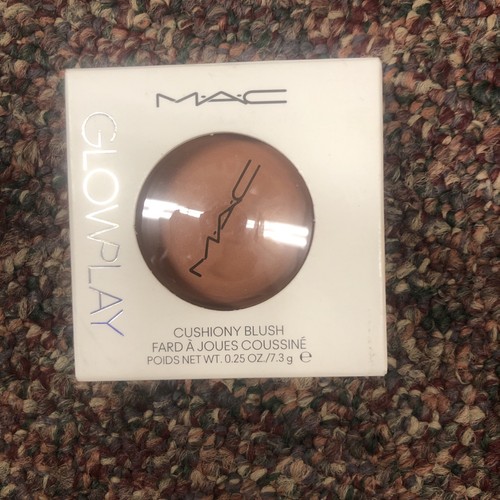 M·A·C
GLOWPLAY
M·A·C
CUSHIONY BLUSH
FARD À JOUES COUSSINÉ
POIDS NET WT. 0.25 OZ./7.3 g ℮